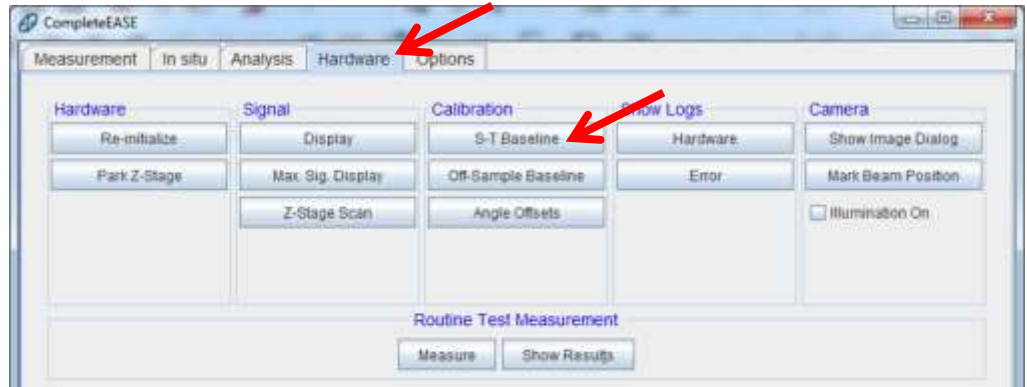 CompleteEASE
Measurement In situ Analysis Hardware Options
Hardware Signal Calibration Show Logs Camera
Re-initialize Display S-T Baseline Hardware Show Image Dialog
Park Z-Stage Max. Sig. Display Off-Sample Baseline Error Mark Beam Position
Z-Stage Scan Angle Offsets Illumination On
Routine Test Measurement
Measure Show Results